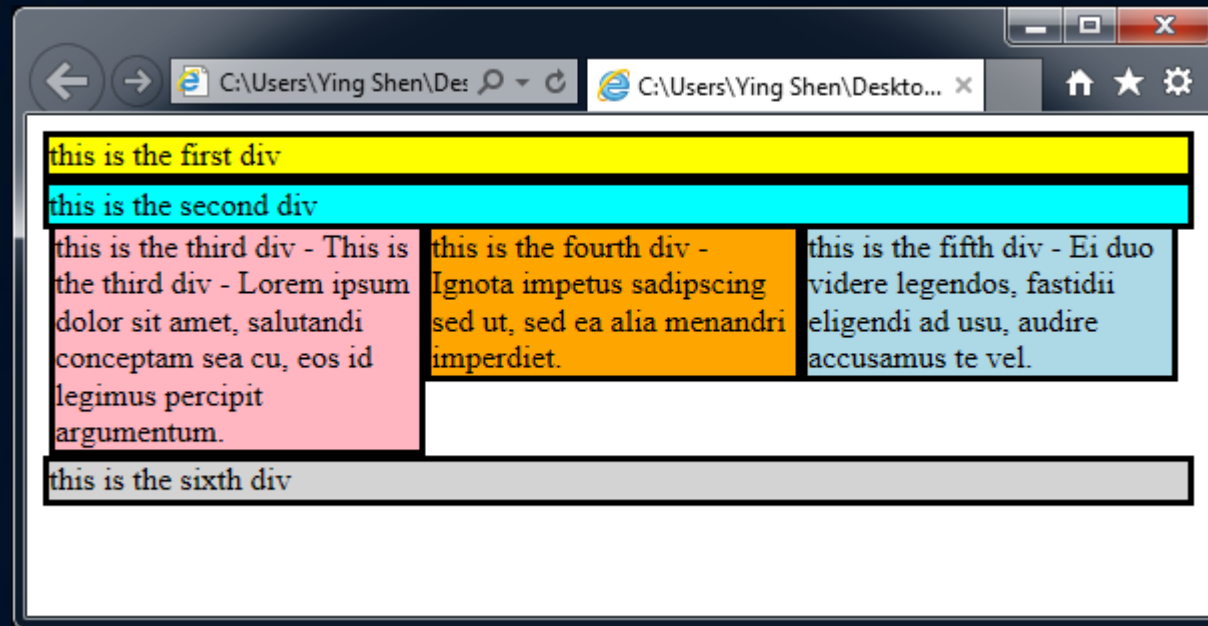 C:\Users\Ying Shen\Des
C:\Users\Ying Shen\Deskto...
this is the first div
this is the second div
this is the third div - This is
the third div - Lorem ipsum
dolor sit amet, salutandi
conceptam sea cu, eos id
legimus percipit
argumentum.
this is the fourth div -
Ignota impetus sadipscing
sed ut, sed ea alia menandri
imperdiet.
this is the fifth div - Ei duo
videre legendos, fastidii
eligendi ad usu, audire
accusamus te vel.
this is the sixth div